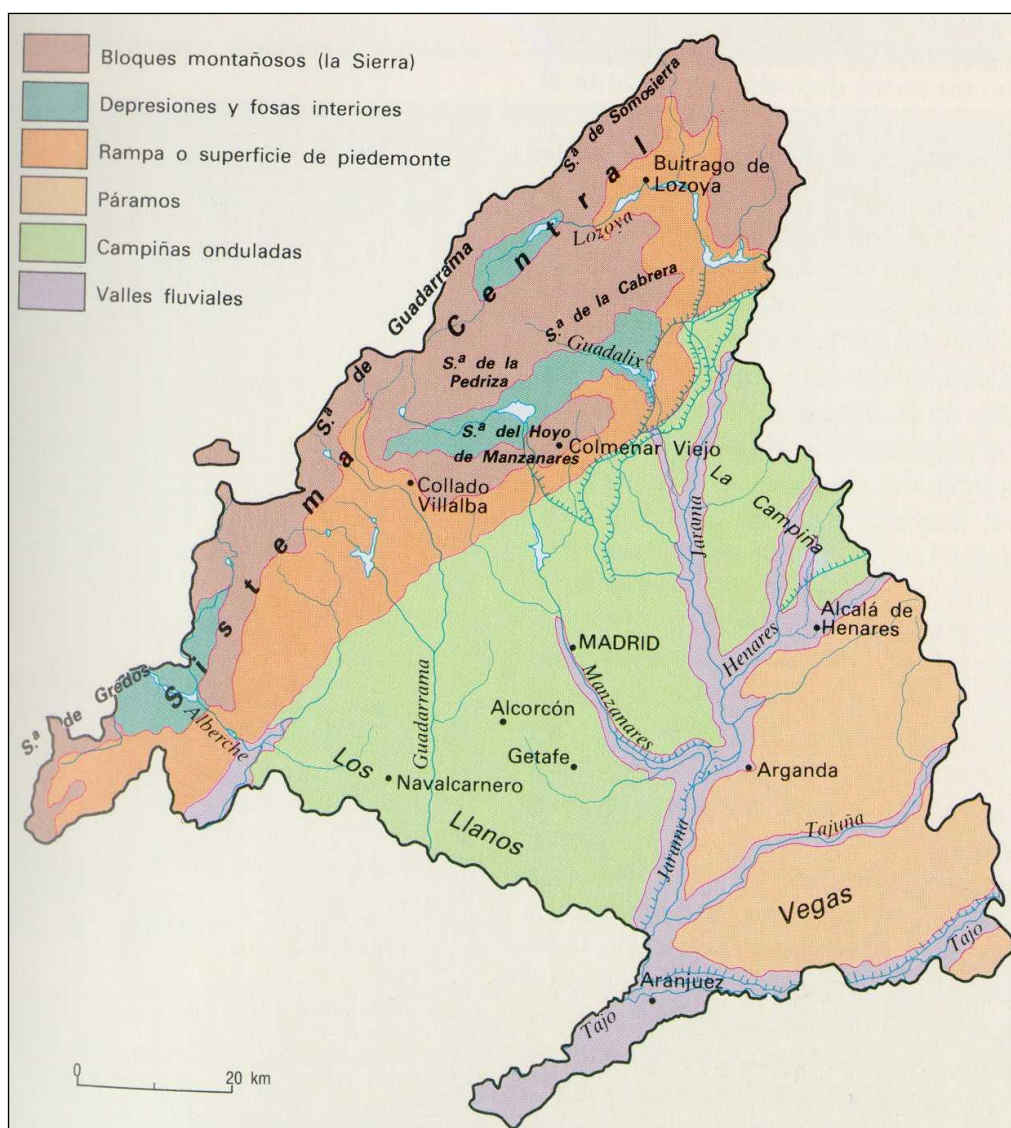 Bloques montañosos (la Sierra)
Depresiones y fosas interiores
Rampa o superficie de piedemonte
Páramos
Campiñas onduladas
Valles fluviales
S.ª de Somosierra
Buitrago de
Lozoya
Lozoya
Guadarrama
S.ª de
Sistema Central
S.ª de la Cabrera
Guadalix
S.ª de la
Pedriza
S.ª del Hoyo
de Manzanares
Colmenar Viejo
Collado
Villalba
La Campiña
Jarama
Henares
Alcalá de
Henares
MADRID
Manzanares
S.ª de Gredos
Alberche
Guadarrama
Alcorcón
Getafe
Arganda
Los
Llanos
Navalcarnero
Jarama
Tajuña
Vegas
Tajo
Aranjuez
Tajo
0
20 km